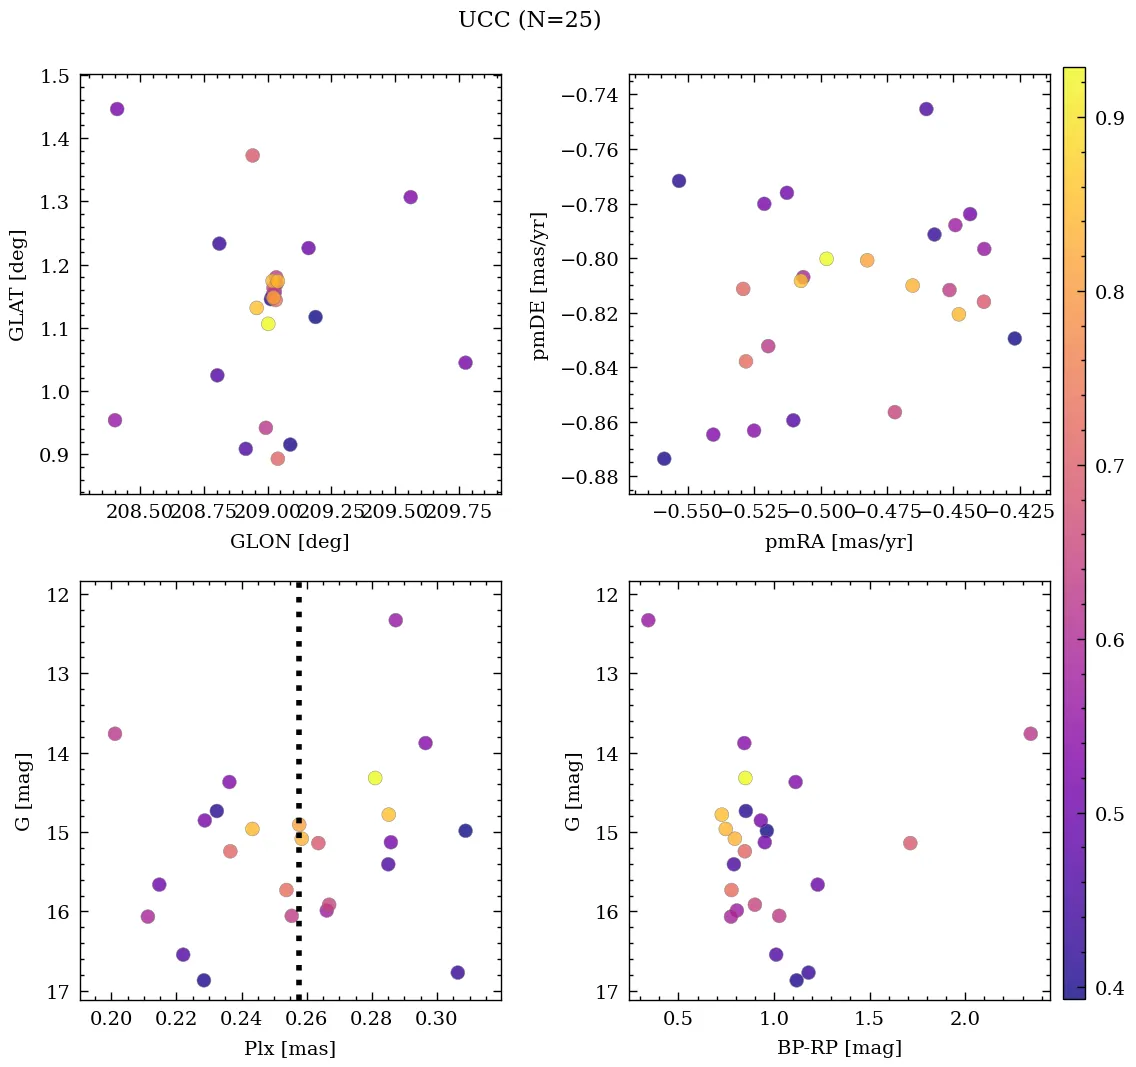 UCC (N=25)
1.5
1.4
1.3
1.2
1.1
1.0
0.9
GLAT [deg]
208.50 208.75 209.00 209.25 209.50 209.75
GLON [deg]
−0.74
−0.76
−0.78
−0.80
−0.82
−0.84
−0.86
−0.88
pmDE [mas/yr]
−0.550 −0.525 −0.500 −0.475 −0.450 −0.425
pmRA [mas/yr]
12
13
14
15
16
17
G [mag]
0.20 0.22 0.24 0.26 0.28 0.30
Plx [mas]
12
13
14
15
16
17
G [mag]
0.5 1.0 1.5 2.0
BP-RP [mag]
0.9
0.8
0.7
0.6
0.5
0.4